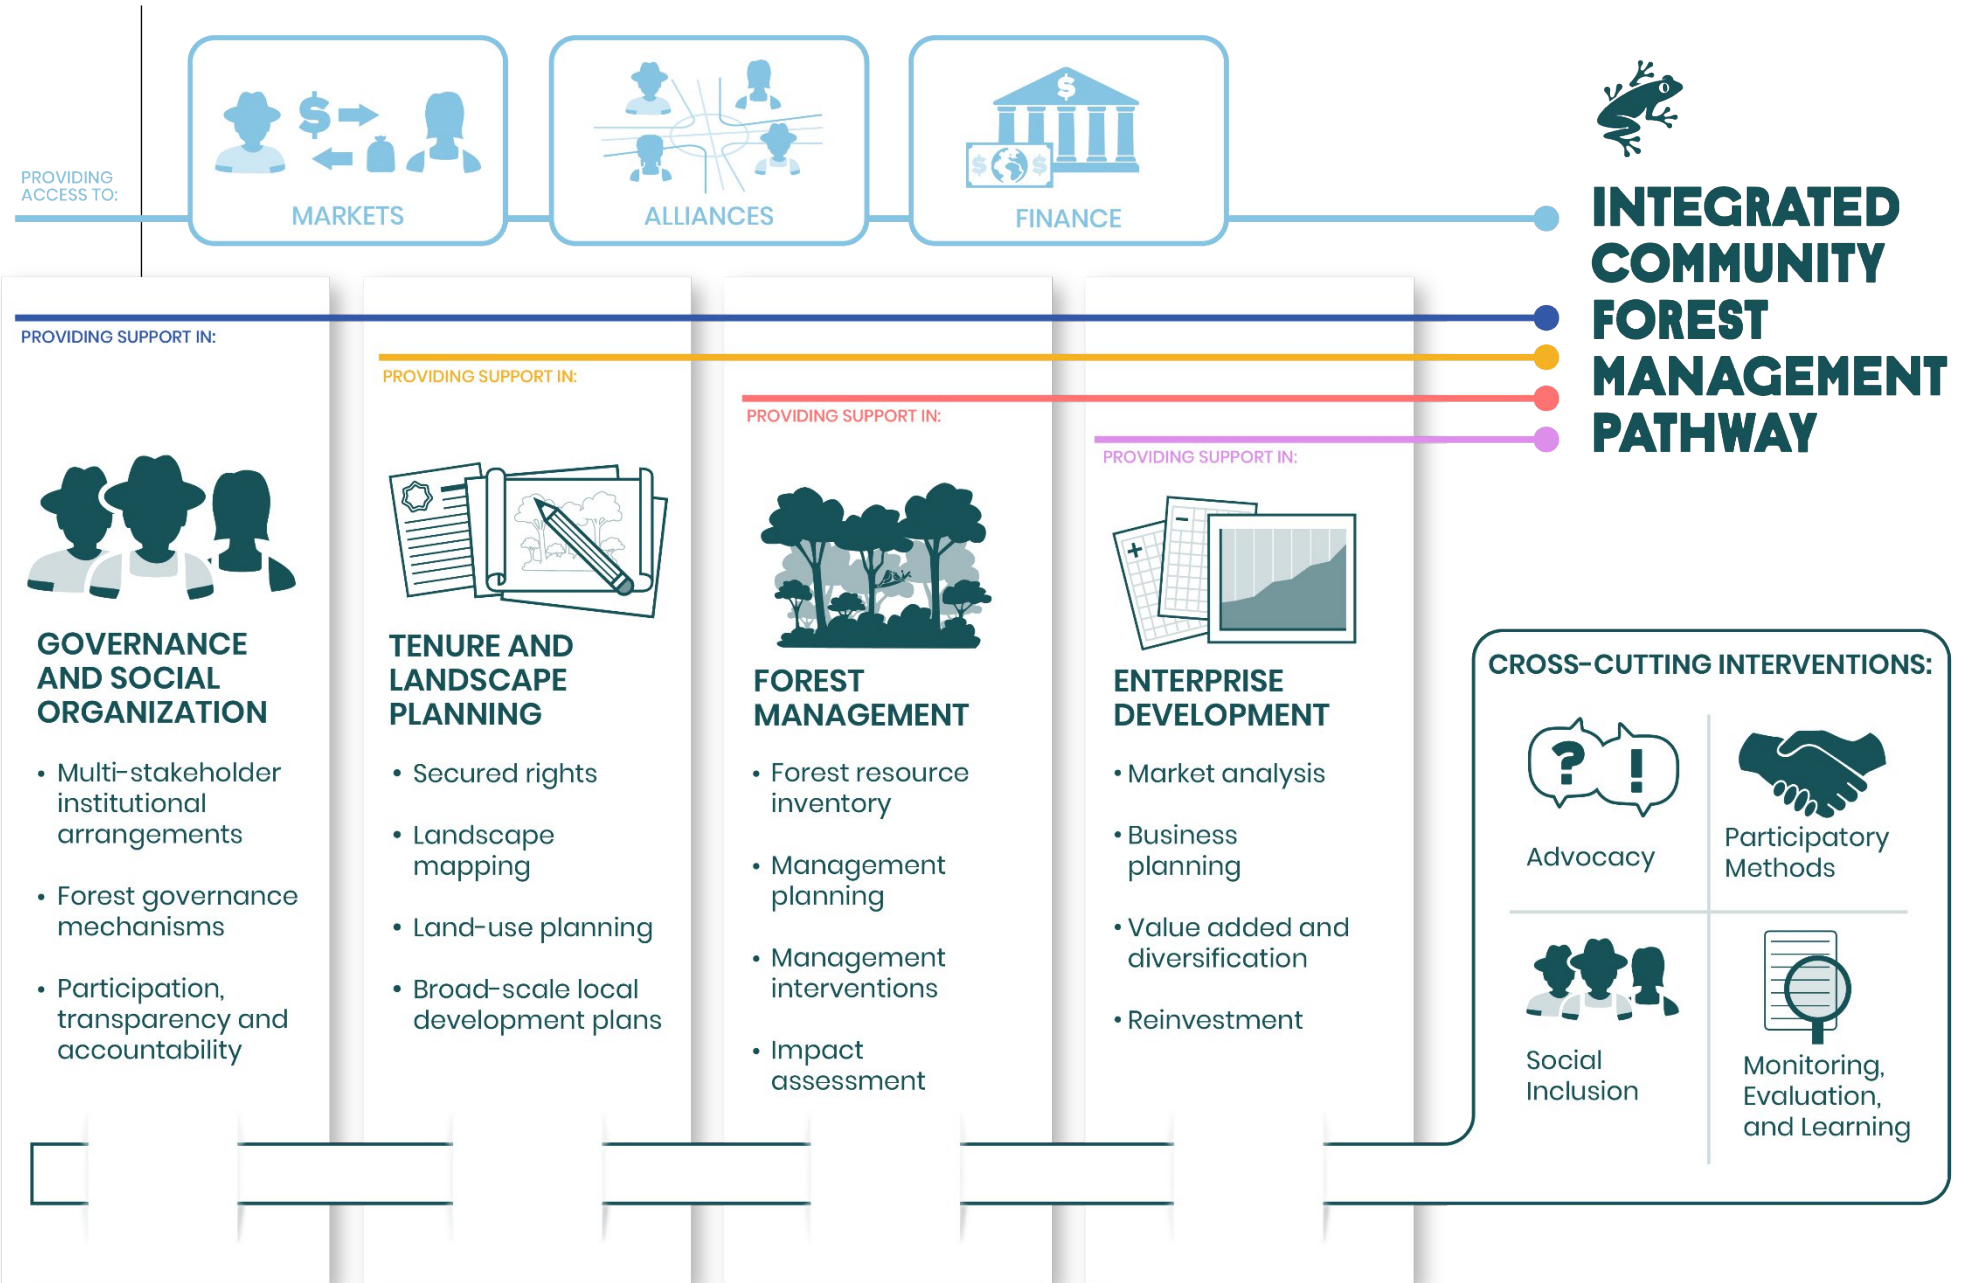 PROVIDING
ACCESS TO:
$
MARKETS
ALLIANCES
$
$ $
FINANCE
INTEGRATED
COMMUNITY
FOREST
MANAGEMENT
PATHWAY
PROVIDING SUPPORT IN:
PROVIDING SUPPORT IN:
PROVIDING SUPPORT IN:
PROVIDING SUPPORT IN:
GOVERNANCE
AND SOCIAL
ORGANIZATION
• Multi-stakeholder
institutional
arrangements
• Forest governance
mechanisms
• Participation,
transparency and
accountability
TENURE AND
LANDSCAPE
PLANNING
• Secured rights
• Landscape
mapping
• Land-use planning
• Broad-scale local
development plans
FOREST
MANAGEMENT
• Forest resource
inventory
• Management
planning
• Management
interventions
• Impact
assessment
+ -
ENTERPRISE
DEVELOPMENT
• Market analysis
• Business
planning
• Value added and
diversification
• Reinvestment
CROSS-CUTTING INTERVENTIONS:
? !
Advocacy
Participatory
Methods
Social
Inclusion
Monitoring,
Evaluation,
and Learning